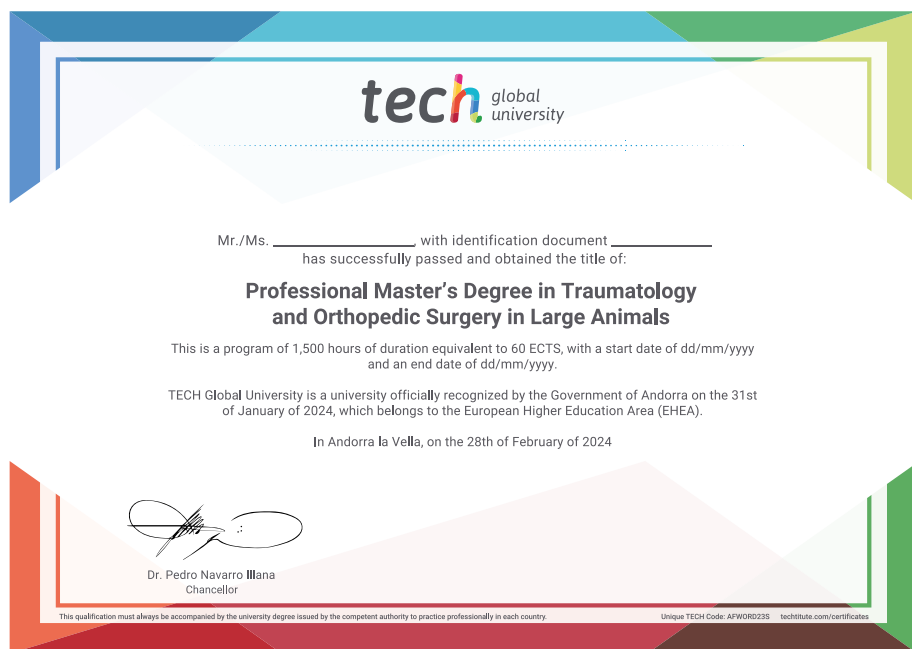 tech global
university
Mr./Ms. ____________________, with identification document ______________
has successfully passed and obtained the title of:
Professional Master's Degree in Traumatology
and Orthopedic Surgery in Large Animals
This is a program of 1,500 hours of duration equivalent to 60 ECTS, with a start date of dd/mm/yyyy
and an end date of dd/mm/yyyy.
TECH Global University is a university officially recognized by the Government of Andorra on the 31st
of January of 2024, which belongs to the European Higher Education Area (EHEA).
In Andorra la Vella, on the 28th of February of 2024
Dr. Pedro Navarro Illana
Chancellor
This qualification must always be accompanied by the university degree issued by the competent authority to practice professionally in each country.
Unique TECH Code: AFWORD23S techtitute.com/certificates